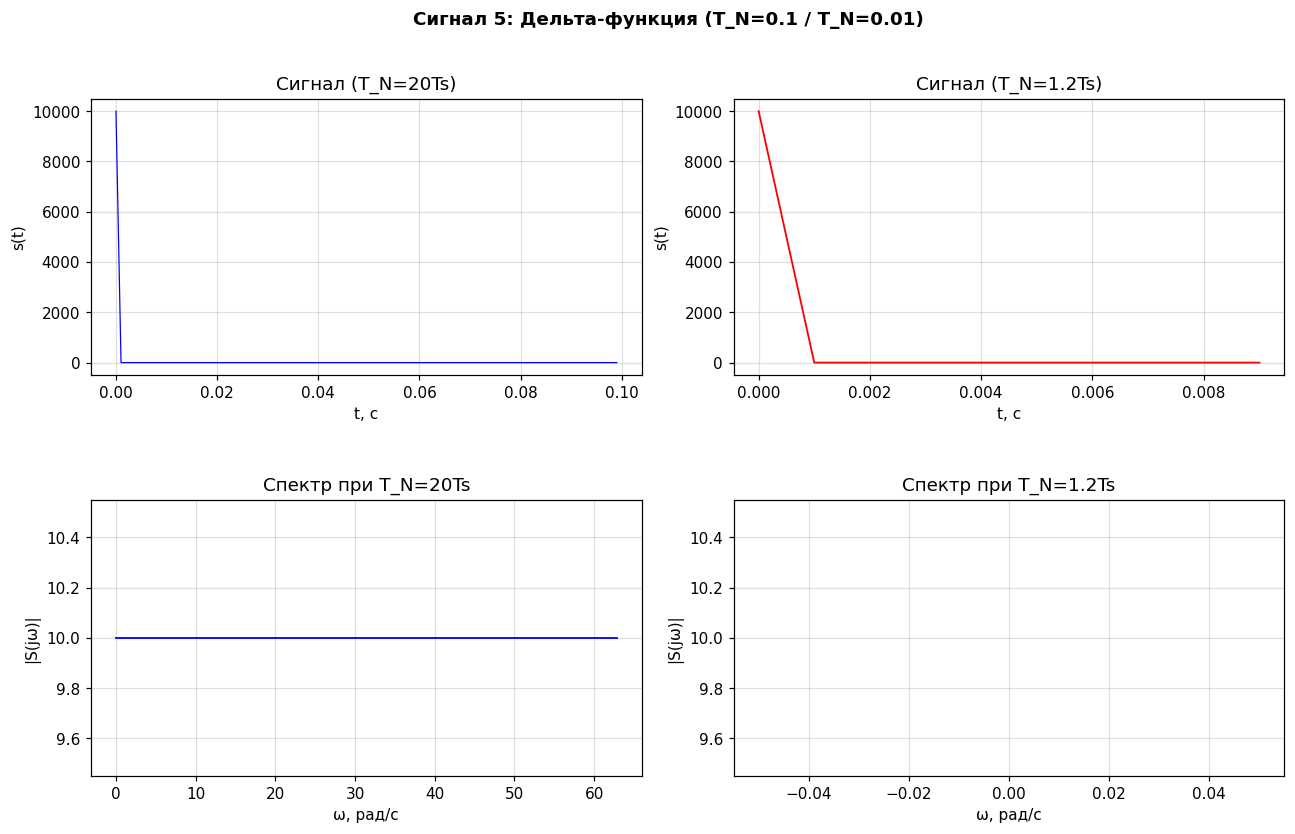 Сигнал 5: Дельта-функция (T_N=0.1 / T_N=0.01)
Сигнал (T_N=20Ts)
s(t)
10000
8000
6000
4000
2000
0
0.00 0.02 0.04 0.06 0.08 0.10
t, с
Сигнал (T_N=1.2Ts)
s(t)
10000
8000
6000
4000
2000
0
0.000 0.002 0.004 0.006 0.008
t, с
Спектр при T_N=20Ts
|S(jω)|
10.4
10.2
10.0
9.8
9.6
0 10 20 30 40 50 60
ω, рад/с
Спектр при T_N=1.2Ts
|S(jω)|
10.4
10.2
10.0
9.8
9.6
−0.04 −0.02 0.00 0.02 0.04
ω, рад/с